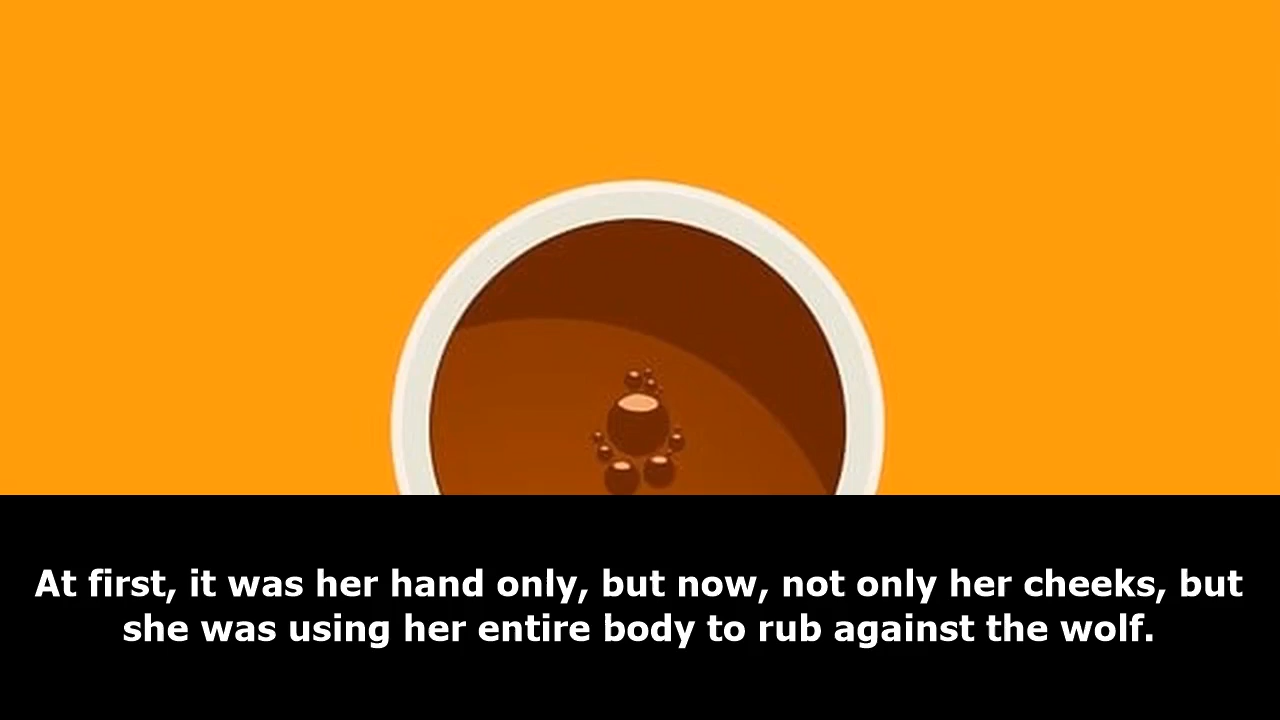 At first, it was her hand only, but now, not only her cheeks, but
she was using her entire body to rub against the wolf.